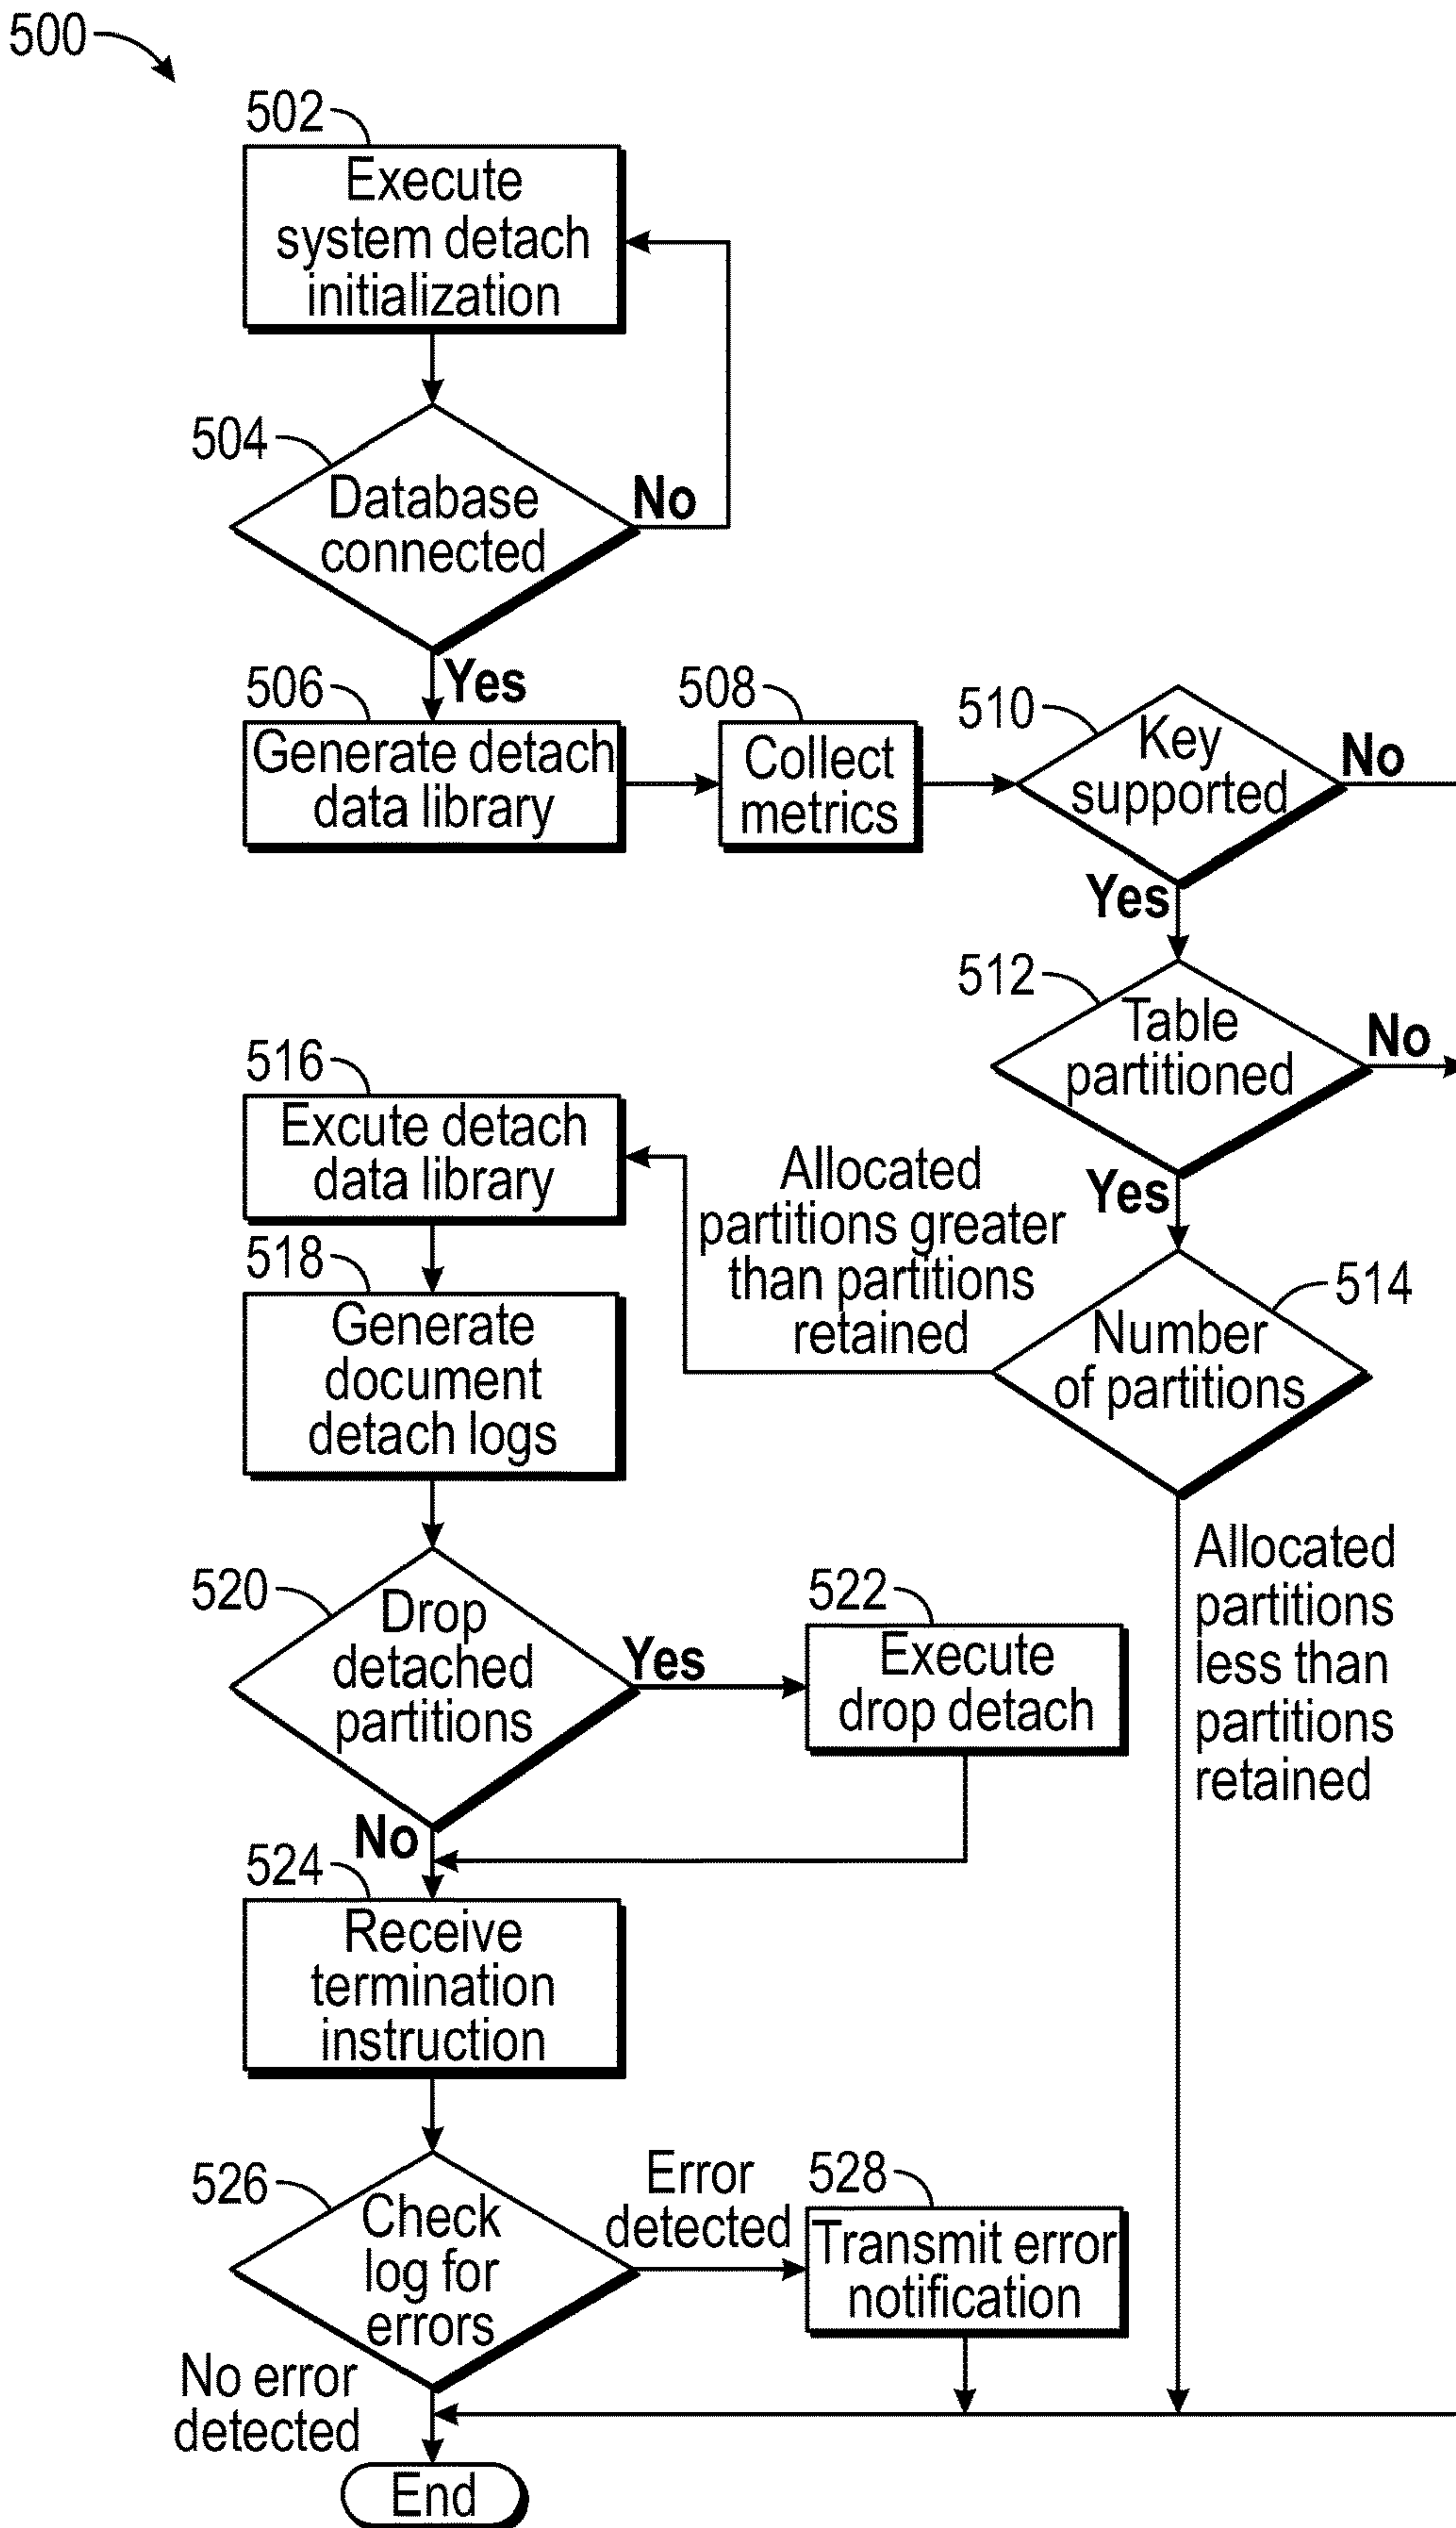 500
502
Execute
system detach
initialization
504
Database
connected
No
Yes
506
Generate detach
data library
508
Collect
metrics
510
Key
supported
No
Yes
512
Table
partitioned
No
Yes
514
Number
of partitions
Allocated
partitions greater
than partitions
retained
Allocated
partitions
less than
partitions
retained
516
Excute detach
data library
518
Generate
document
detach logs
520
Drop
detached
partitions
Yes
No
522
Execute
drop detach
524
Receive
termination
instruction
526
Check
log for
errors
Error
detected
528
Transmit error
notification
No error
detected
End